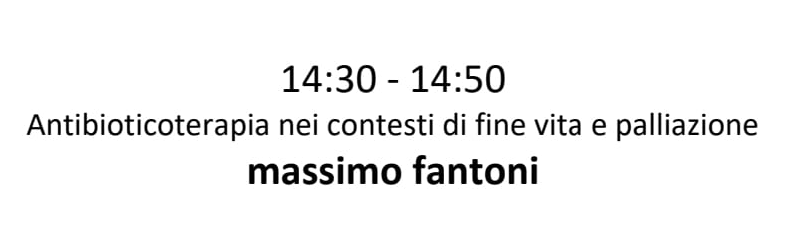 14:30 - 14:50
Antibioticoterapia nei contesti di fine vita e palliazione
massimo fantoni